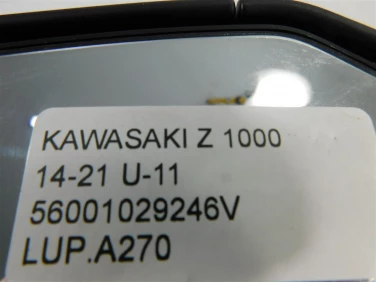 KAWASAKI Z 1000
14-21 U-11
56001029246V
LUP.A270